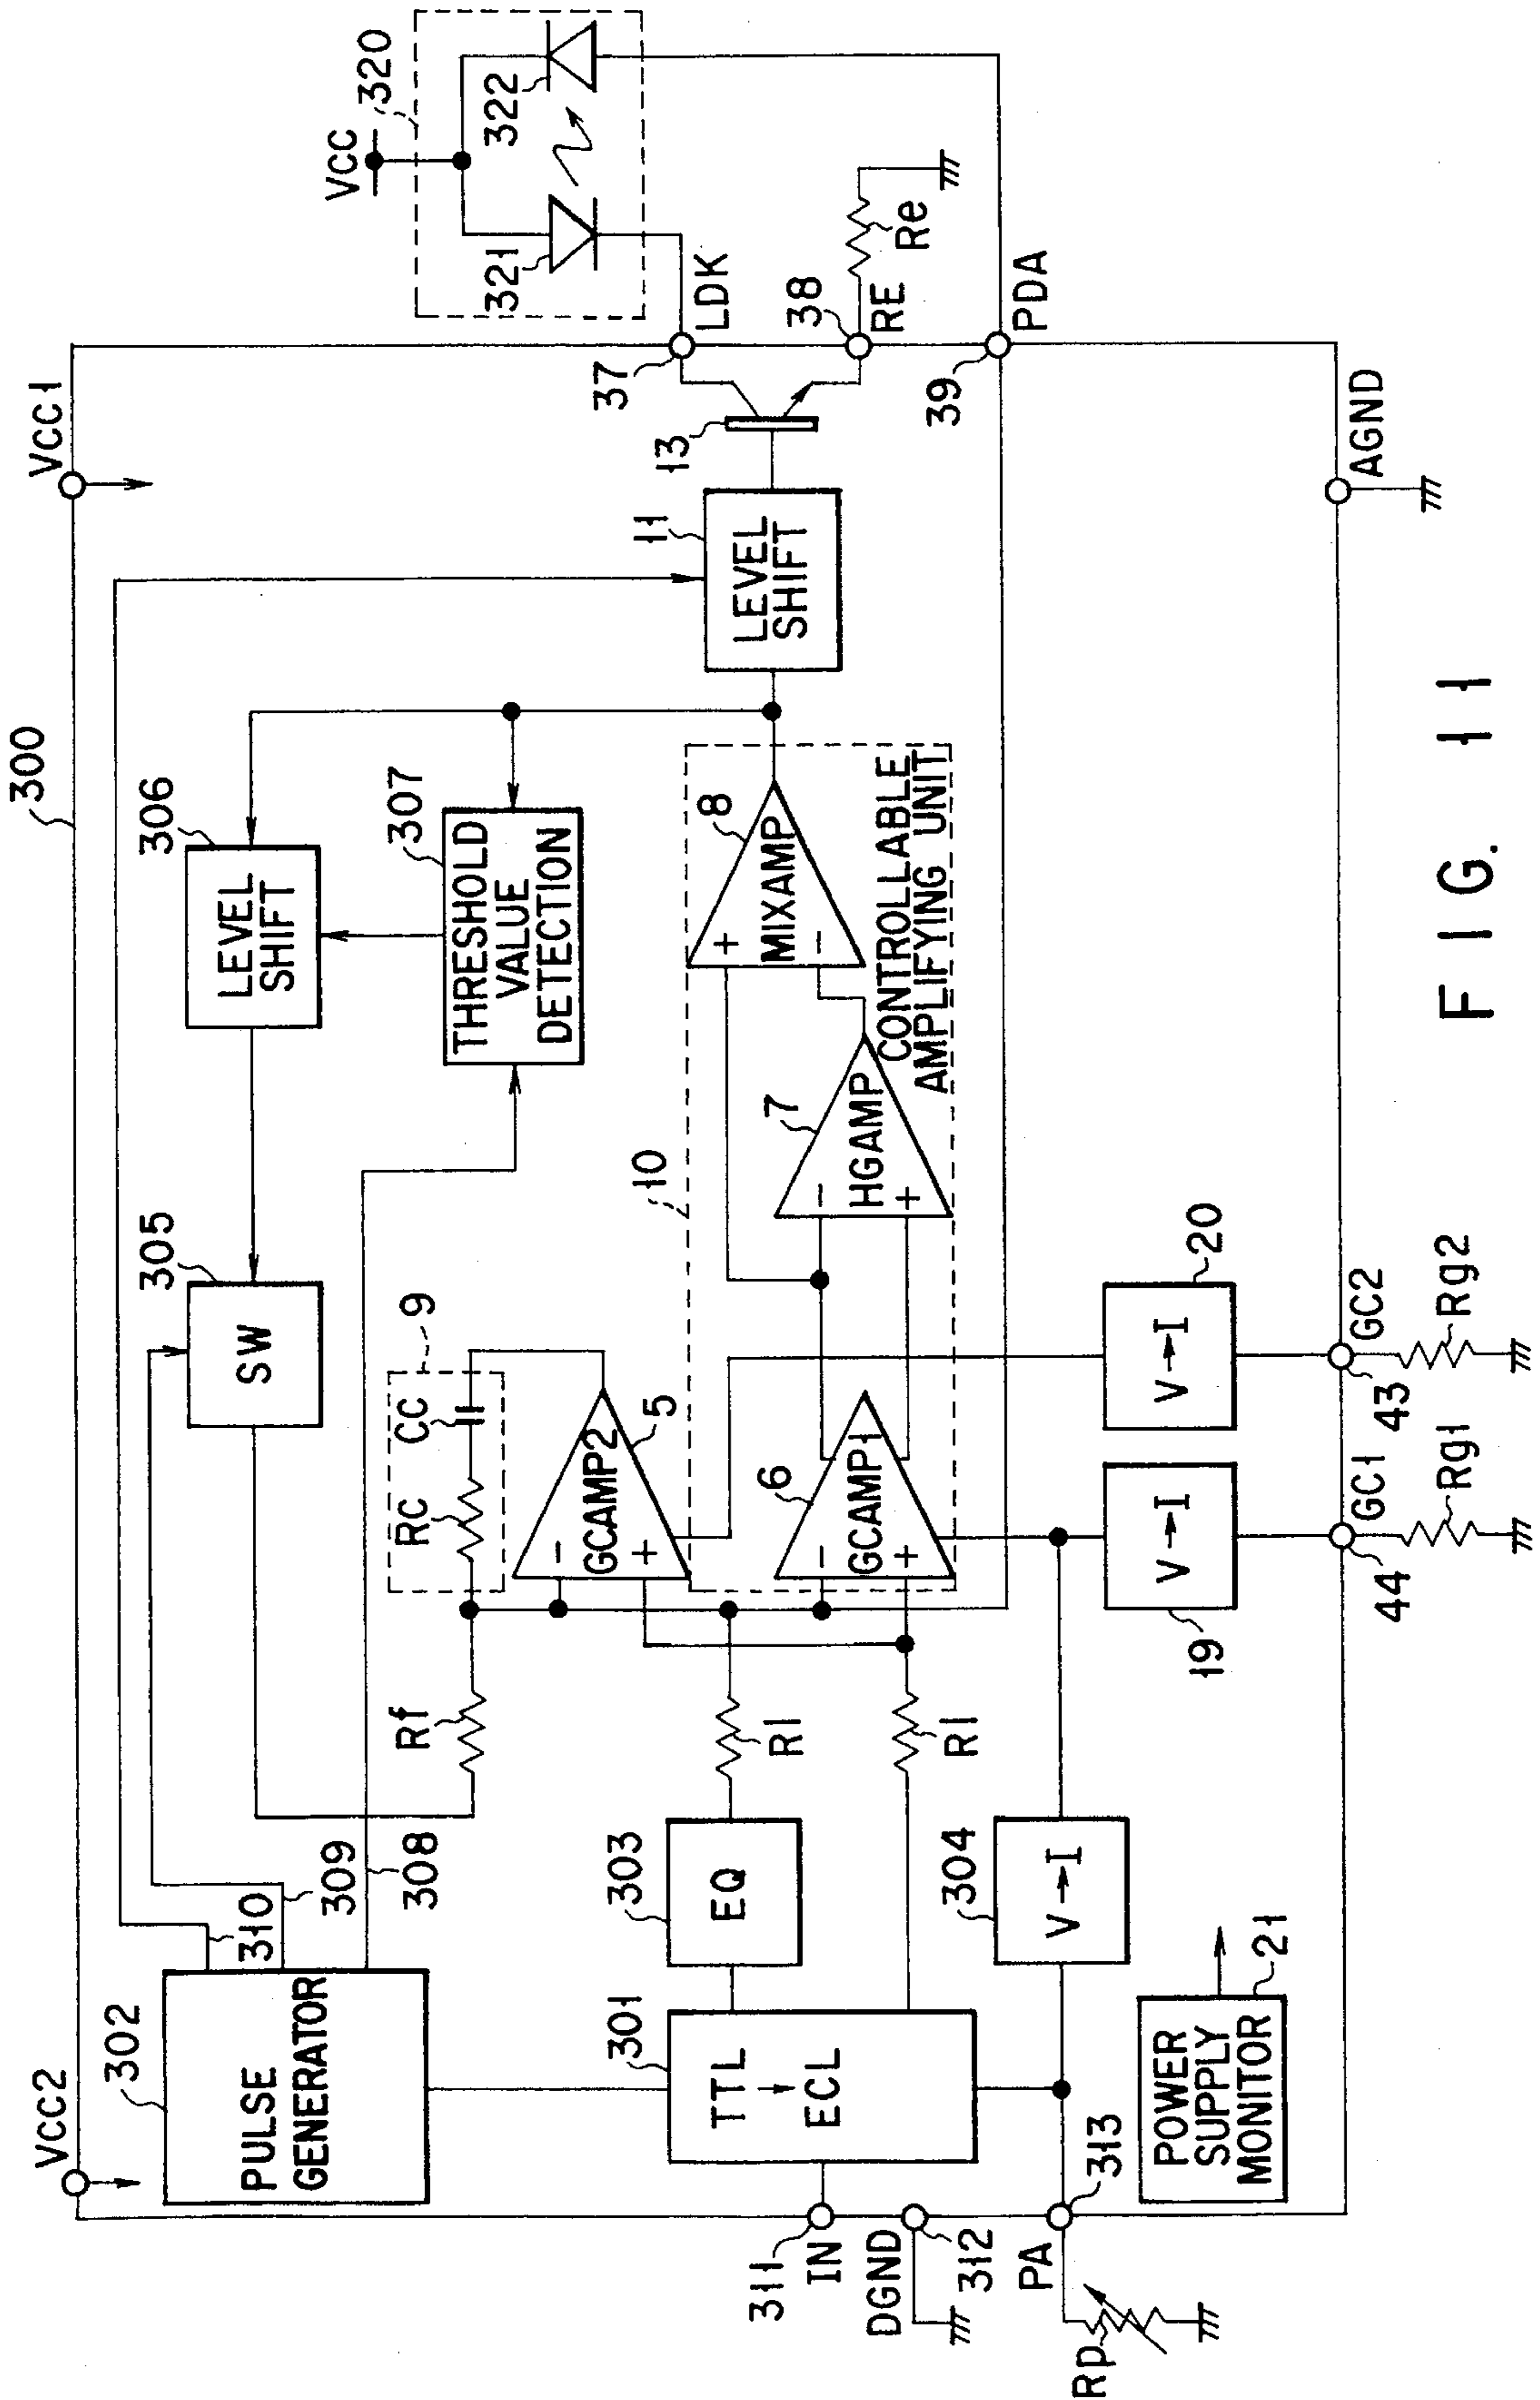 300
VCC2
VCC1
302
PULSE
GENERATOR
310
309
308
305
SW
306
LEVEL
SHIFT
307
THRESHOLD
VALUE
DETECTION
VCC
320
321
322
Rf
RC
CC
9
GCAMP2
-
+
5
10
11
LEVEL
SHIFT
13
37
LDK
38
RE
Re
39
PDA
311
IN
301
TTL
→
ECL
303
EQ
R1
R1
6
GCAMP1
-
+
7
HGAMP
-
+
8
MIXAMP
+
-
CONTROLLABLE
AMPLIFYING UNIT
DGND
312
PA
313
Rp
304
V→I
POWER
SUPPLY
MONITOR
21
19
V→I
20
V→I
44
GC1
Rg1
43
GC2
Rg2
AGND
FIG. 11